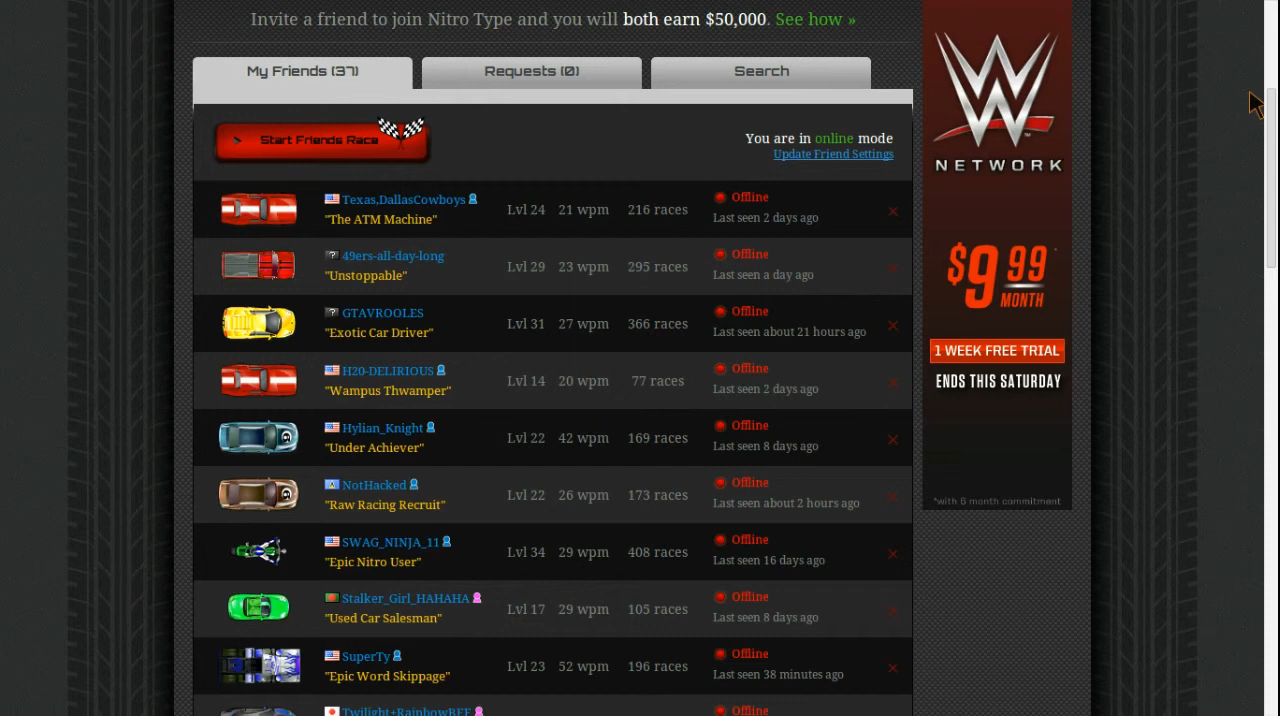 Invite a friend to join Nitro Type and you will both earn $50,000. See how »
My Friends (37)
Requests (0)
Search
Start Friends Race
You are in online mode
Update Friend Settings
Texas,DallasCowboys
"The ATM Machine"
Lvl 24 21 wpm 216 races
Offline
Last seen 2 days ago
49ers-all-day-long
"Unstoppable"
Lvl 29 23 wpm 295 races
Offline
Last seen a day ago
GTAVROOLES
"Exotic Car Driver"
Lvl 31 27 wpm 366 races
Offline
Last seen about 21 hours ago
H20-DELIRIOUS
"Wampus Thwamper"
Lvl 14 20 wpm 77 races
Offline
Last seen 2 days ago
Hylian_Knight
"Under Achiever"
Lvl 22 42 wpm 169 races
Offline
Last seen 8 days ago
NotHacked
"Raw Racing Recruit"
Lvl 22 26 wpm 173 races
Offline
Last seen about 2 hours ago
SWAG_NINJA_11
"Epic Nitro User"
Lvl 34 29 wpm 408 races
Offline
Last seen 16 days ago
Stalker_Girl_HAHAHA
"Used Car Salesman"
Lvl 17 29 wpm 105 races
Offline
Last seen 8 days ago
SuperTy
"Epic Word Skippage"
Lvl 23 52 wpm 196 races
Offline
Last seen 38 minutes ago
Twilight+RainbowBFF
Offline
W
NETWORK
$9.99*
MONTH
1 WEEK FREE TRIAL
ENDS THIS SATURDAY
*with 6 month commitment